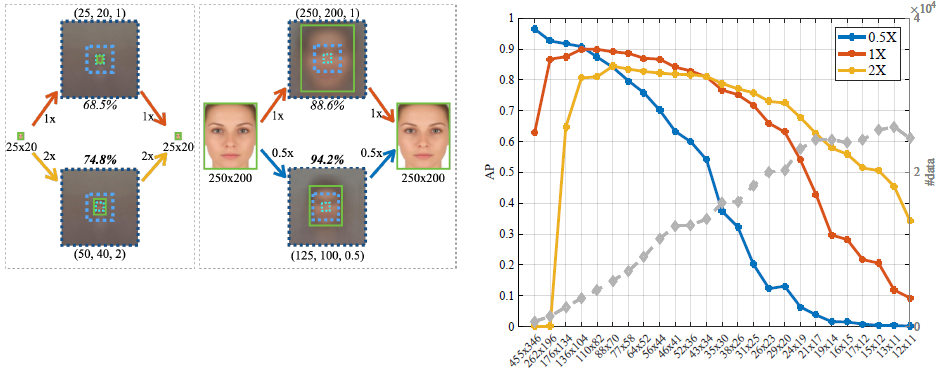 (25, 20, 1)
68.5%
1x
1x
25x20
25x20
2x
74.8%
2x
(50, 40, 2)
(250, 200, 1)
88.6%
1x
1x
250x200
250x200
0.5x
94.2%
0.5x
(125, 100, 0.5)
×10⁴
1
0.9
0.8
0.7
0.6
0.5
0.4
0.3
0.2
0.1
0
AP
0.5X
1X
2X
4
2
0
#data
455x346
262x196
176x134
136x104
110x82
88x70
77x58
64x52
56x44
46x41
52x36
43x34
35x30
38x26
31x25
26x23
29x20
24x19
21x17
19x14
16x15
17x12
15x12
13x11
12x11